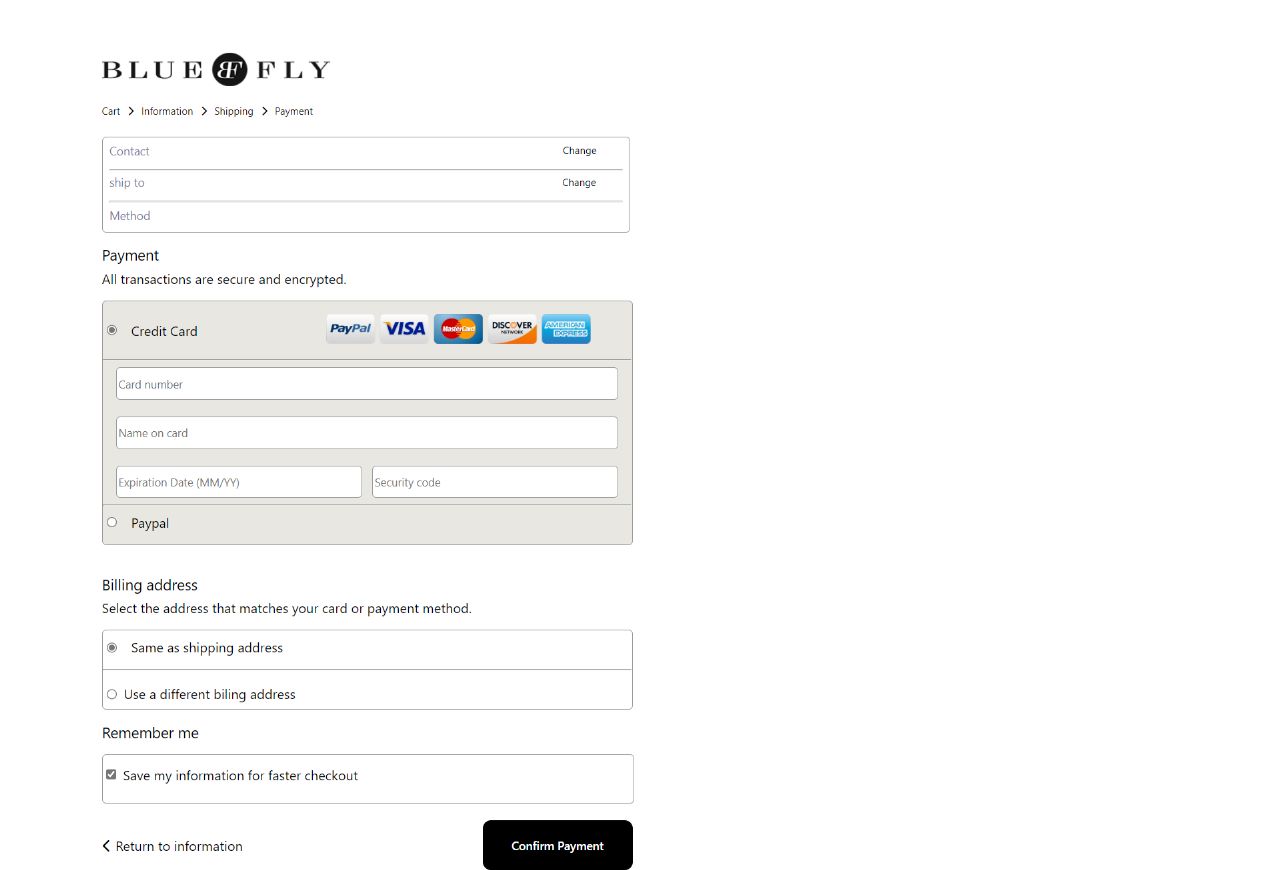 BLUE BF FLY
Cart > Information > Shipping > Payment
Contact Change
ship to Change
Method
Payment
All transactions are secure and encrypted.
Credit Card PayPal VISA MasterCard DISCOVER NETWORK AMERICAN EXPRESS
Card number
Name on card
Expiration Date (MM/YY) Security code
Paypal
Billing address
Select the address that matches your card or payment method.
Same as shipping address
Use a different biling address
Remember me
Save my information for faster checkout
< Return to information Confirm Payment